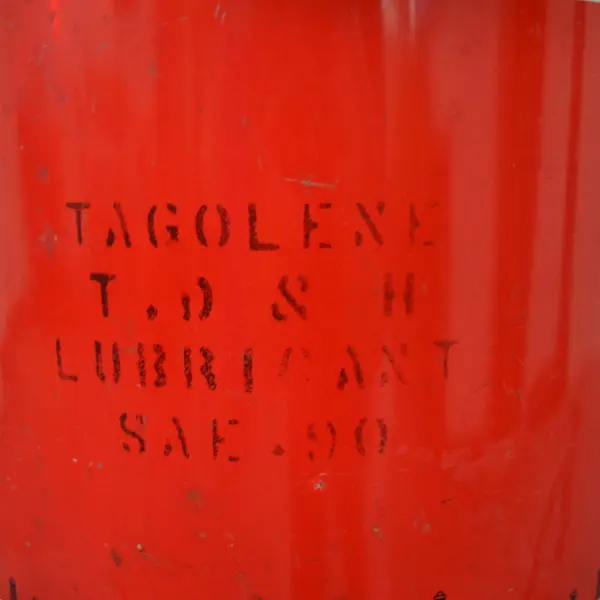 TAGOLENE
T.D & H
LUBRICANT
SAE.90